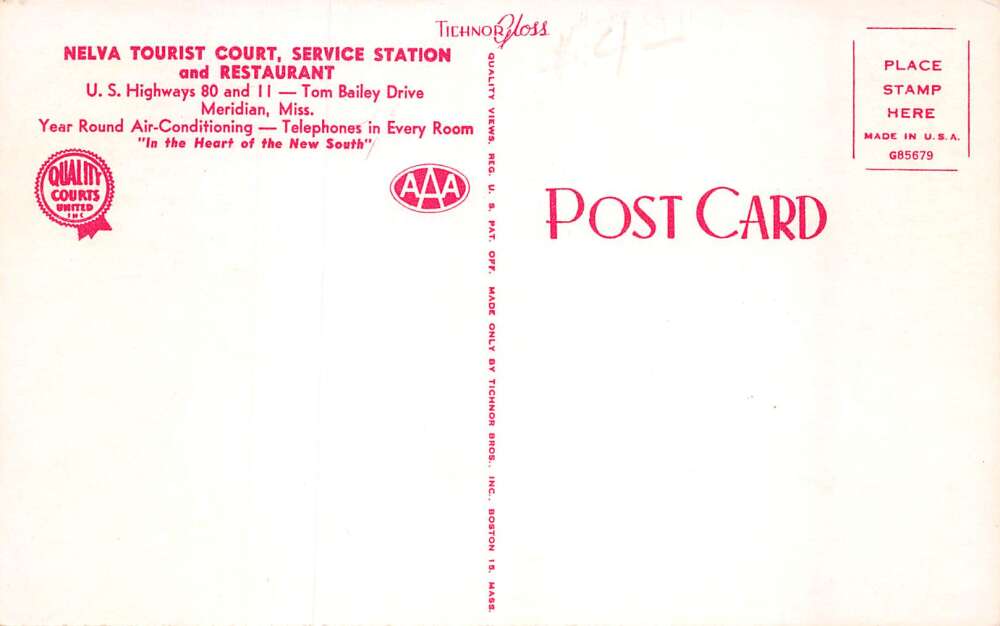 TICHNOR Gloss
NELVA TOURIST COURT, SERVICE STATION
and RESTAURANT
U. S. Highways 80 and 11 — Tom Bailey Drive
Meridian, Miss.
Year Round Air-Conditioning — Telephones in Every Room
"In the Heart of the New South"
QUALITY
COURTS
UNITED
INC
AAA
QUALITY VIEWS. REG. U. S. PAT. OFF. MADE ONLY BY TICHNOR BROS., INC., BOSTON 15, MASS.
POST CARD
PLACE
STAMP
HERE
MADE IN U.S.A.
G85679